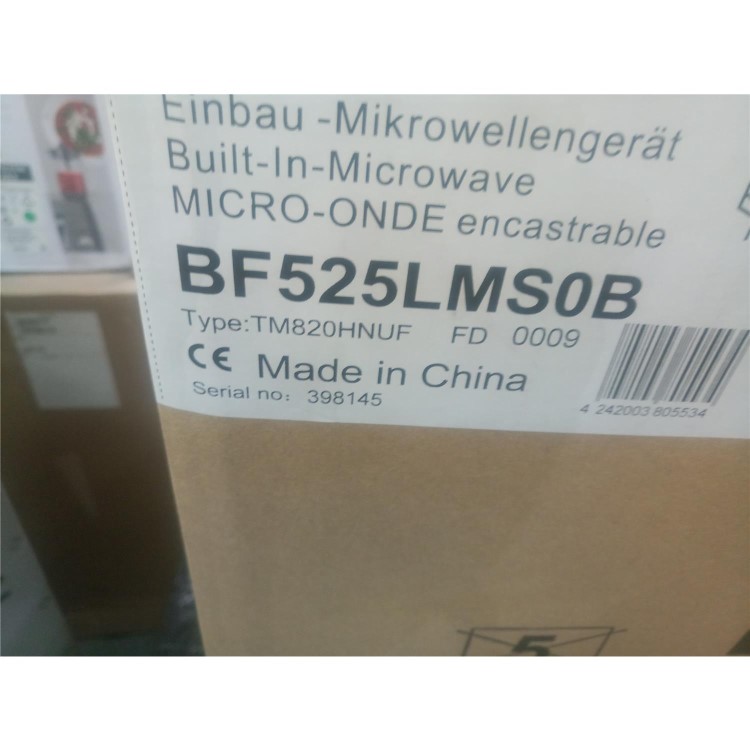 Einbau -Mikrowellengerät
Built-In-Microwave
MICRO-ONDE encastrable
BF525LMS0B
Type:TM820HNUF FD 0009
CE Made in China
Serial no: 398145
4 242003 805534
5